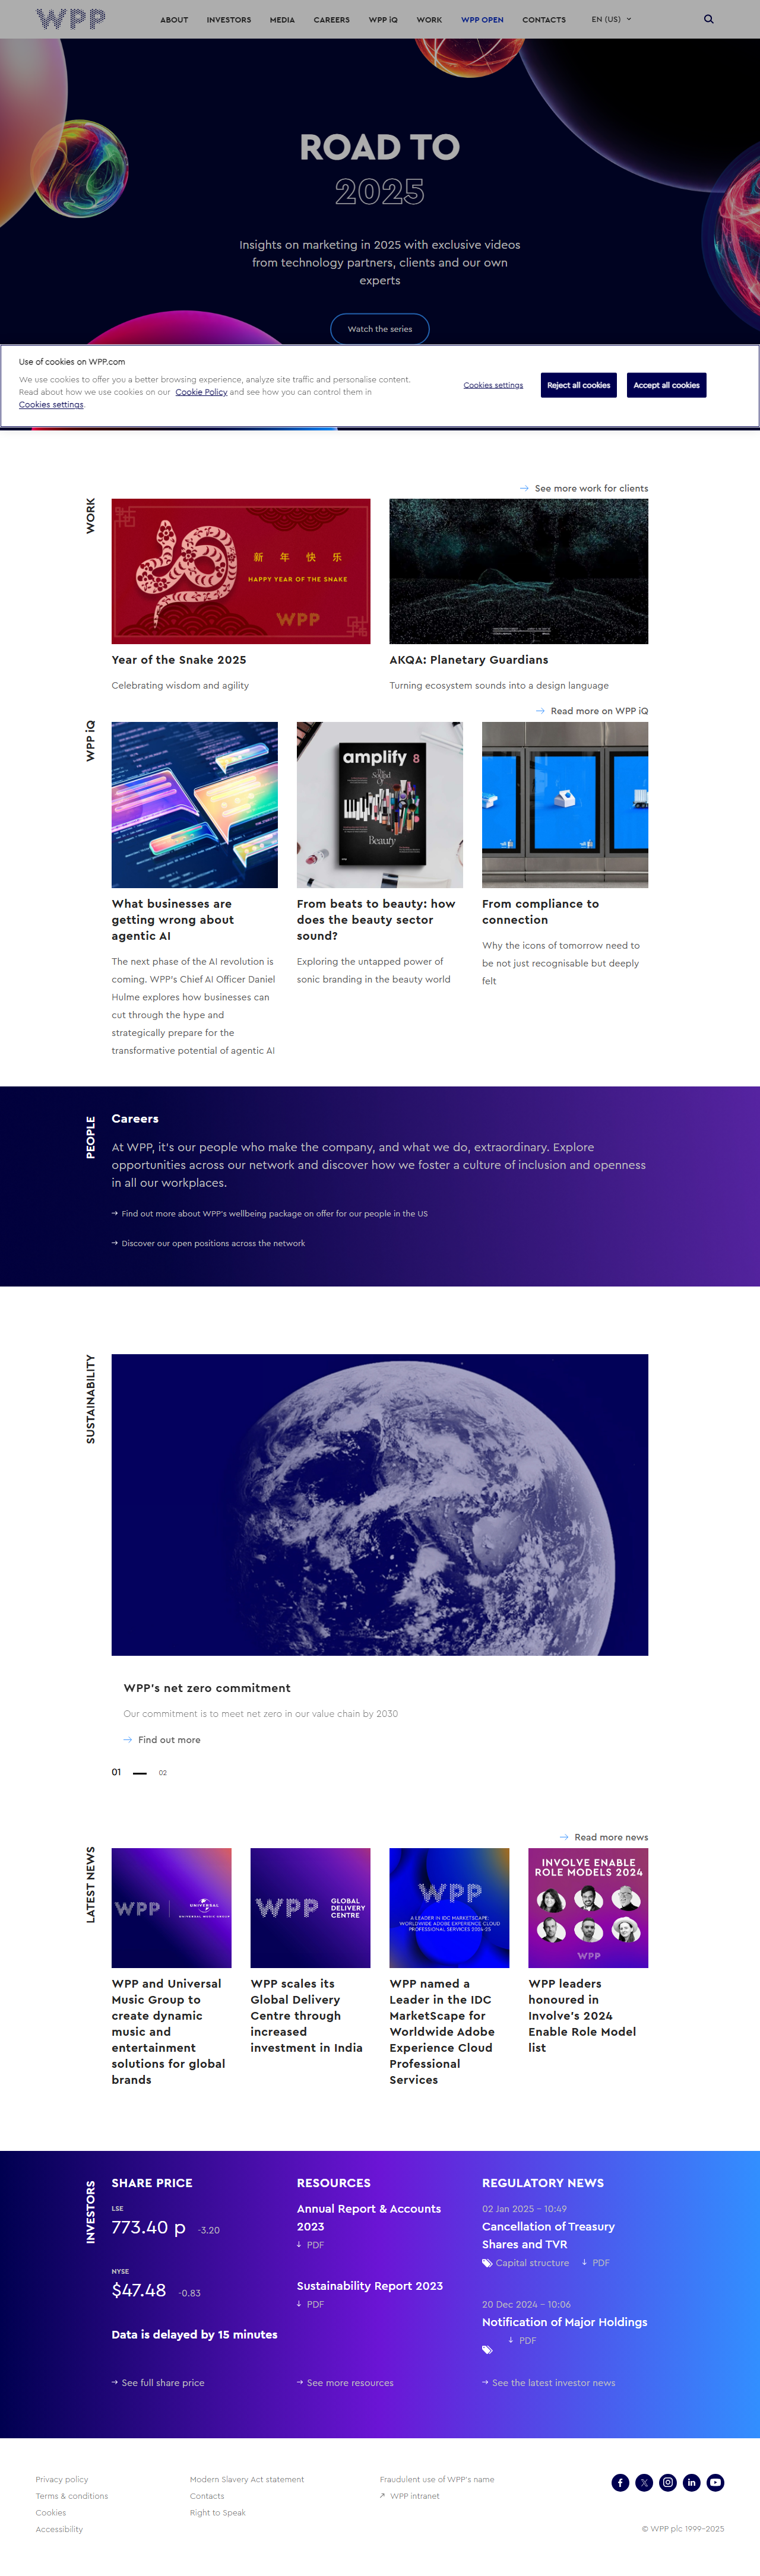 WPP
ABOUT
INVESTORS
MEDIA
CAREERS
WPP iQ
WORK
WPP OPEN
CONTACTS
EN (US)
ROAD TO
2025
Insights on marketing in 2025 with exclusive videos
from technology partners, clients and our own
experts
Watch the series
Use of cookies on WPP.com
We use cookies to offer you a better browsing experience, analyze site traffic and personalise content.
Read about how we use cookies on our Cookie Policy and see how you can control them in
Cookies settings.
Cookies settings
Reject all cookies
Accept all cookies
WORK
See more work for clients
新 年 快 乐
HAPPY YEAR OF THE SNAKE
WPP
Year of the Snake 2025
Celebrating wisdom and agility
AKQA: Planetary Guardians
Turning ecosystem sounds into a design language
WPP iQ
Read more on WPP iQ
amplify 8
The Sound Of Beauty
What businesses are
getting wrong about
agentic AI
The next phase of the AI revolution is
coming. WPP's Chief AI Officer Daniel
Hulme explores how businesses can
cut through the hype and
strategically prepare for the
transformative potential of agentic AI
From beats to beauty: how
does the beauty sector
sound?
Exploring the untapped power of
sonic branding in the beauty world
From compliance to
connection
Why the icons of tomorrow need to
be not just recognisable but deeply
felt
PEOPLE
Careers
At WPP, it's our people who make the company, and what we do, extraordinary. Explore
opportunities across our network and discover how we foster a culture of inclusion and openness
in all our workplaces.
Find out more about WPP's wellbeing package on offer for our people in the US
Discover our open positions across the network
SUSTAINABILITY
WPP's net zero commitment
Our commitment is to meet net zero in our value chain by 2030
Find out more
01
02
LATEST NEWS
Read more news
WPP
UNIVERSAL
UNIVERSAL MUSIC GROUP
WPP and Universal
Music Group to
create dynamic
music and
entertainment
solutions for global
brands
WPP
GLOBAL
DELIVERY
CENTRE
WPP scales its
Global Delivery
Centre through
increased
investment in India
WPP
A LEADER IN IDC MARKETSCAPE:
WORLDWIDE ADOBE EXPERIENCE CLOUD
PROFESSIONAL SERVICES 2024-25
WPP named a
Leader in the IDC
MarketScape for
Worldwide Adobe
Experience Cloud
Professional
Services
INVOLVE ENABLE
ROLE MODELS 2024
WPP
WPP leaders
honoured in
Involve's 2024
Enable Role Model
list
INVESTORS
SHARE PRICE
LSE
773.40 p -3.20
NYSE
$47.48 -0.83
Data is delayed by 15 minutes
See full share price
RESOURCES
Annual Report & Accounts
2023
PDF
Sustainability Report 2023
PDF
See more resources
REGULATORY NEWS
02 Jan 2025 - 10:49
Cancellation of Treasury
Shares and TVR
Capital structure
PDF
20 Dec 2024 - 10:06
Notification of Major Holdings
PDF
See the latest investor news
Privacy policy
Terms & conditions
Cookies
Accessibility
Modern Slavery Act statement
Contacts
Right to Speak
Fraudulent use of WPP's name
WPP intranet
© WPP plc 1999-2025